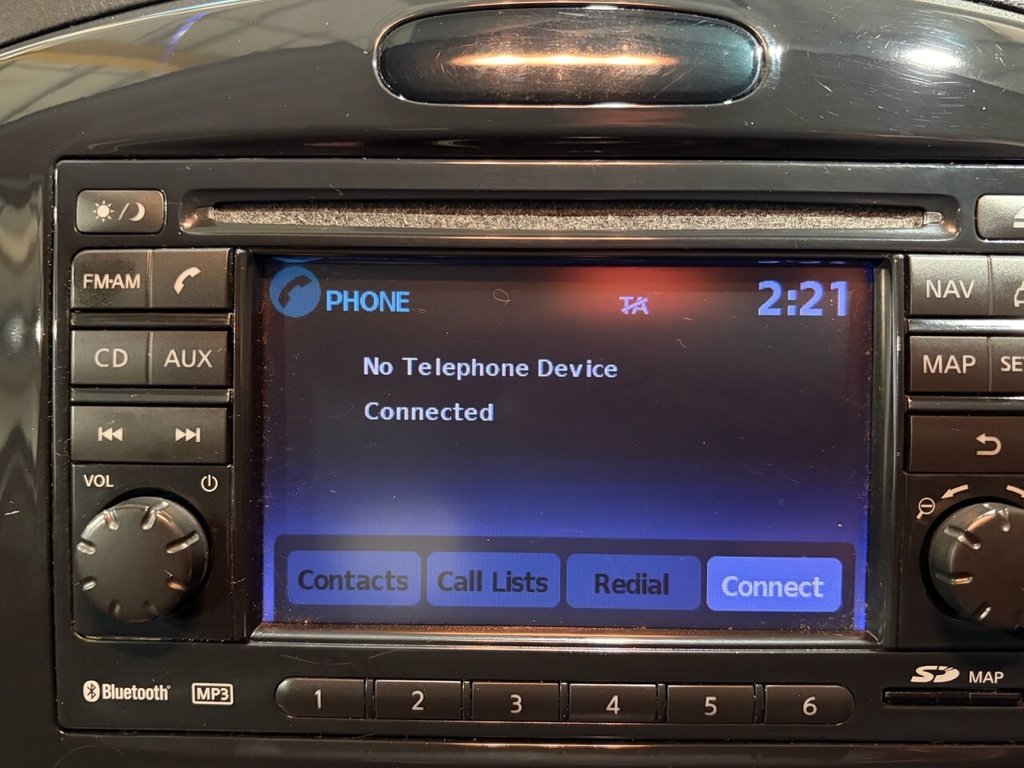 FM·AM
CD
AUX
VOL
PHONE
TA
2:21
No Telephone Device
Connected
Contacts
Call Lists
Redial
Connect
NAV
MAP
Bluetooth
MP3
1
2
3
4
5
6
SD
MAP